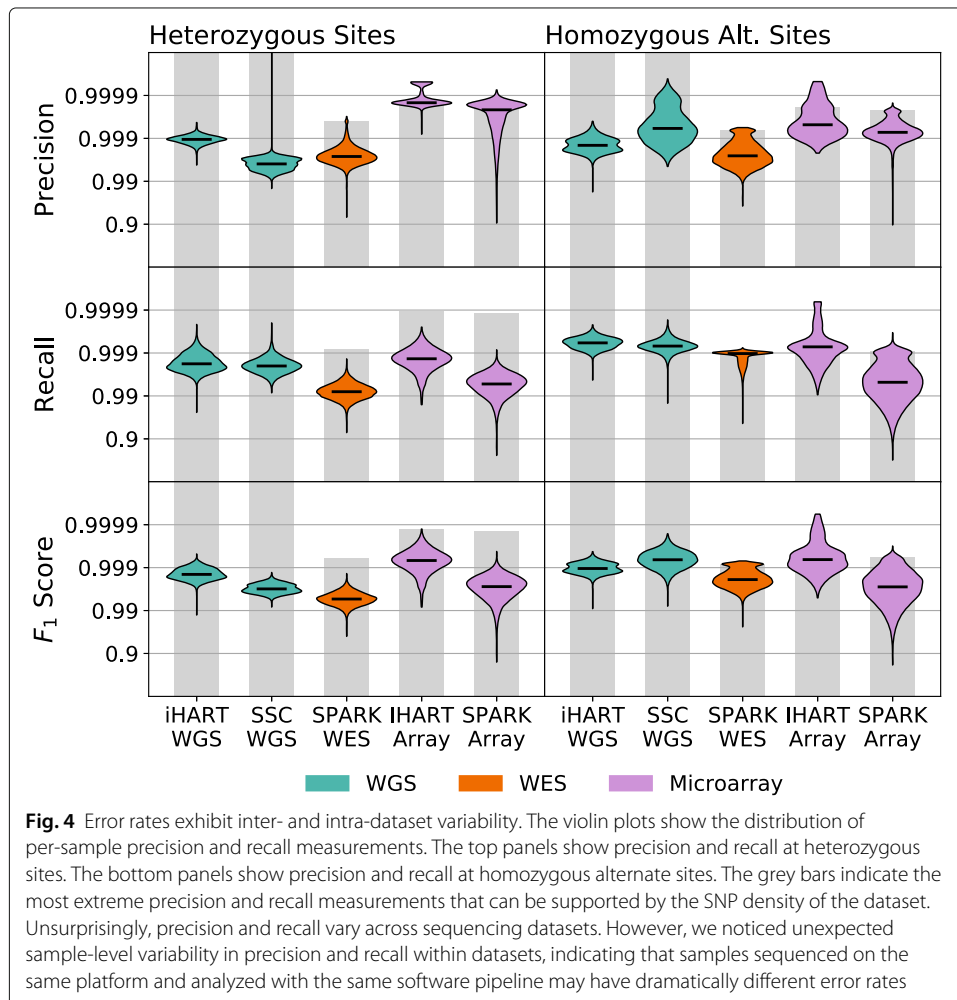 Heterozygous Sites
Homozygous Alt. Sites
Precision
0.9999
0.999
0.99
0.9
Recall
0.9999
0.999
0.99
0.9
F1 Score
0.9999
0.999
0.99
0.9
iHART WGS
SSC WGS
SPARK WES
IHART Array
SPARK Array
iHART WGS
SSC WGS
SPARK WES
IHART Array
SPARK Array
WGS
WES
Microarray
Fig. 4 Error rates exhibit inter- and intra-dataset variability. The violin plots show the distribution of
per-sample precision and recall measurements. The top panels show precision and recall at heterozygous
sites. The bottom panels show precision and recall at homozygous alternate sites. The grey bars indicate the
most extreme precision and recall measurements that can be supported by the SNP density of the dataset.
Unsurprisingly, precision and recall vary across sequencing datasets. However, we noticed unexpected
sample-level variability in precision and recall within datasets, indicating that samples sequenced on the
same platform and analyzed with the same software pipeline may have dramatically different error rates